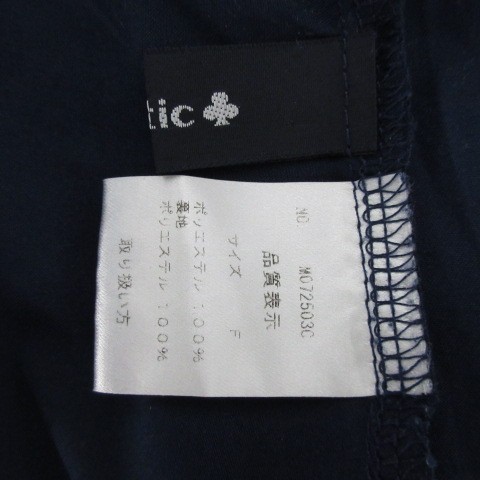 tic
NO M072503C
品質表示
サイズ F
ポリエステル 100%
裏地
ポリエステル 100%
取り扱い方